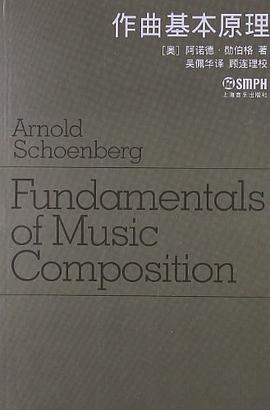 作曲基本原理
[奥] 阿诺德·勋伯格 著
吴佩华译 顾连理校
SMPH
上海音乐出版社
Arnold
Schoenberg
Fundamentals
of Music
Composition